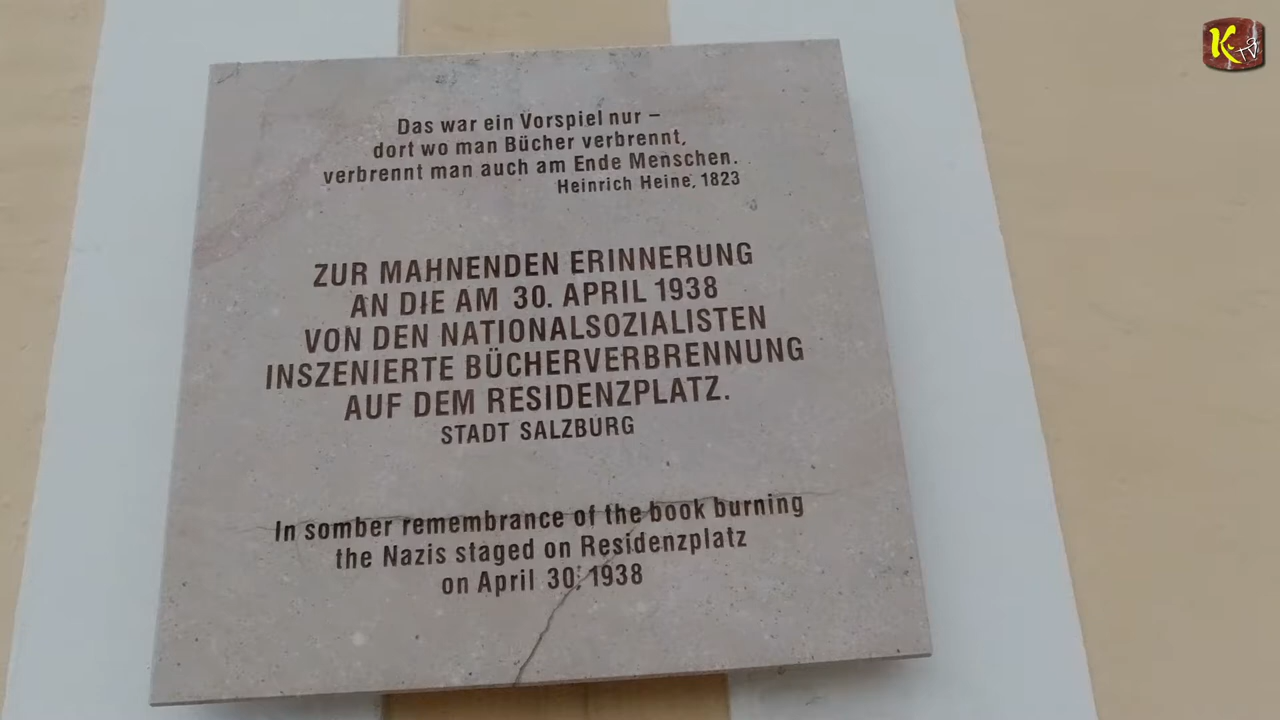 Das war ein Vorspiel nur –
dort wo man Bücher verbrennt,
verbrennt man auch am Ende Menschen.
Heinrich Heine, 1823
ZUR MAHNENDEN ERINNERUNG
AN DIE AM 30. APRIL 1938
VON DEN NATIONALSOZIALISTEN
INSZENIERTE BÜCHERVERBRENNUNG
AUF DEM RESIDENZPLATZ.
STADT SALZBURG
In somber remembrance of the book burning
the Nazis staged on Residenzplatz
on April 30, 1938
K TV